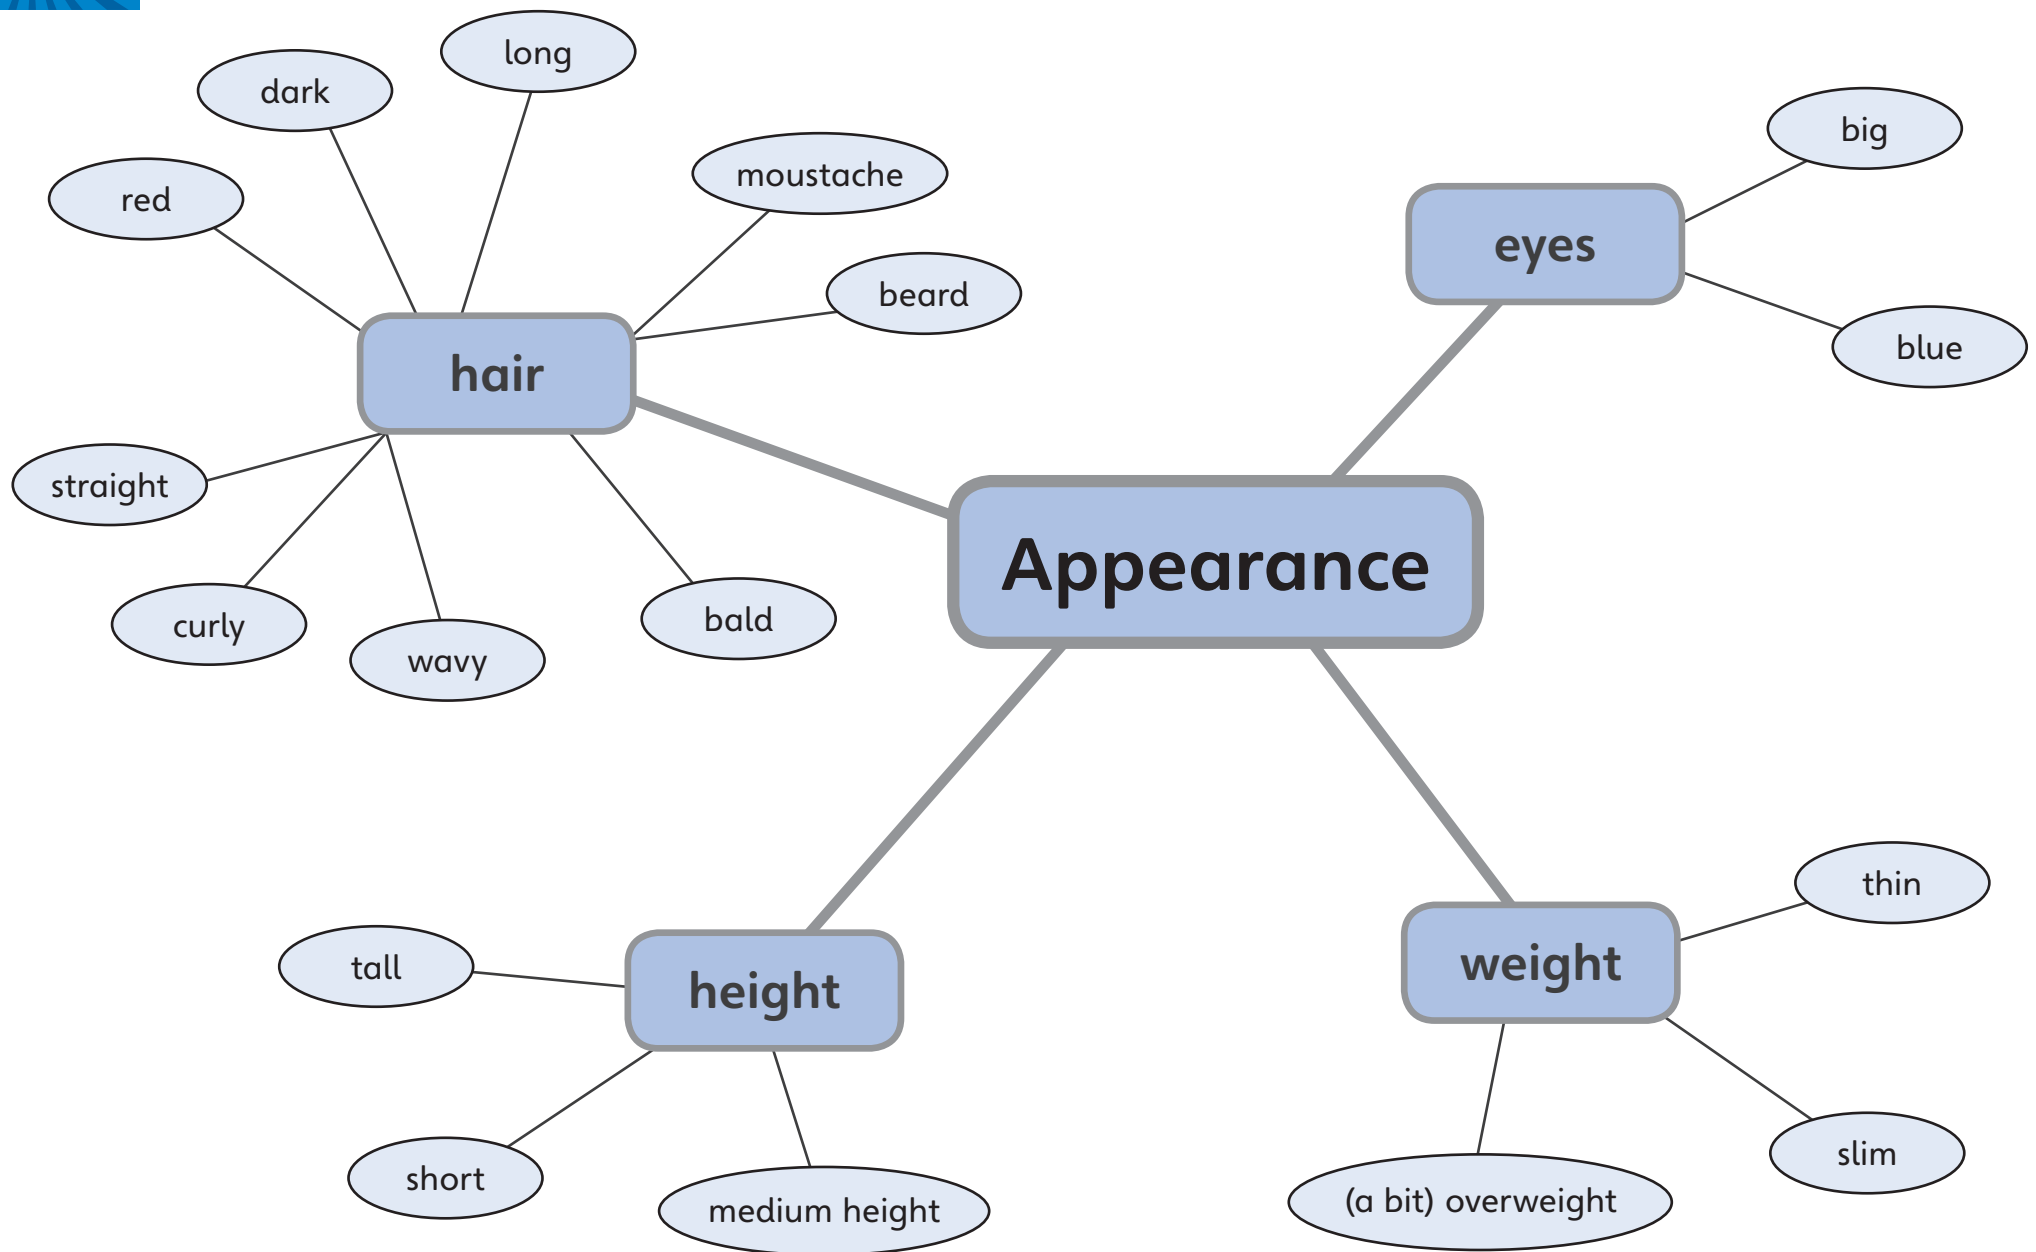 long
dark
big
moustache
red
eyes
beard
blue
hair
straight
Appearance
curly
bald
wavy
thin
tall
weight
height
slim
short
(a bit) overweight
medium height